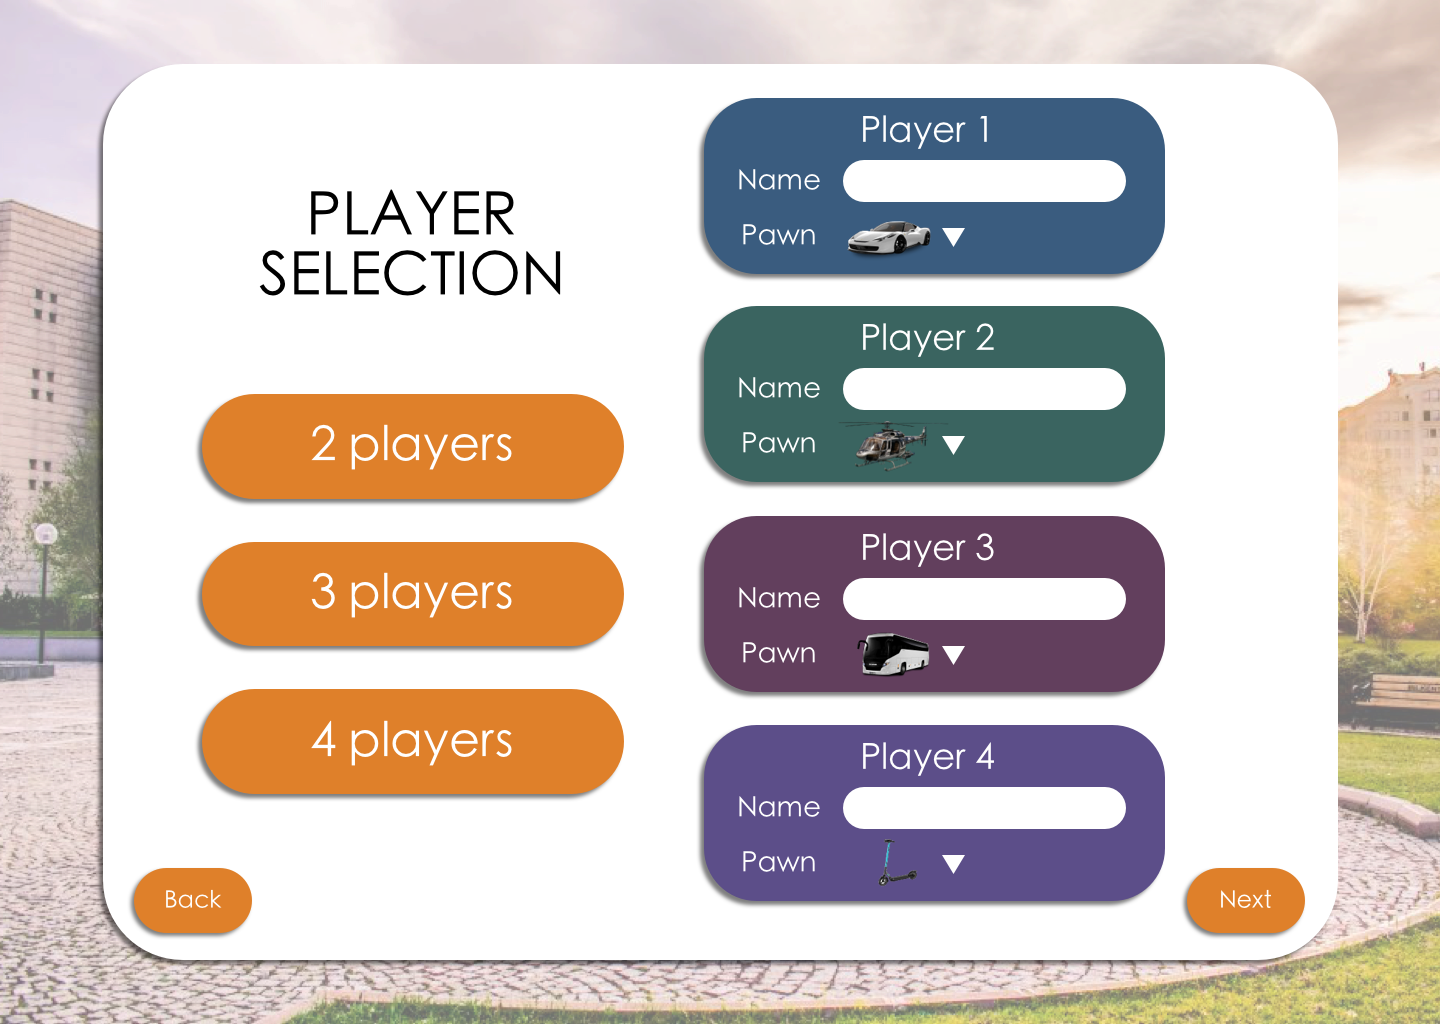 PLAYER
SELECTION
2 players
3 players
4 players
Back
Player 1
Name
Pawn
Player 2
Name
Pawn
Player 3
Name
Pawn
Player 4
Name
Pawn
Next